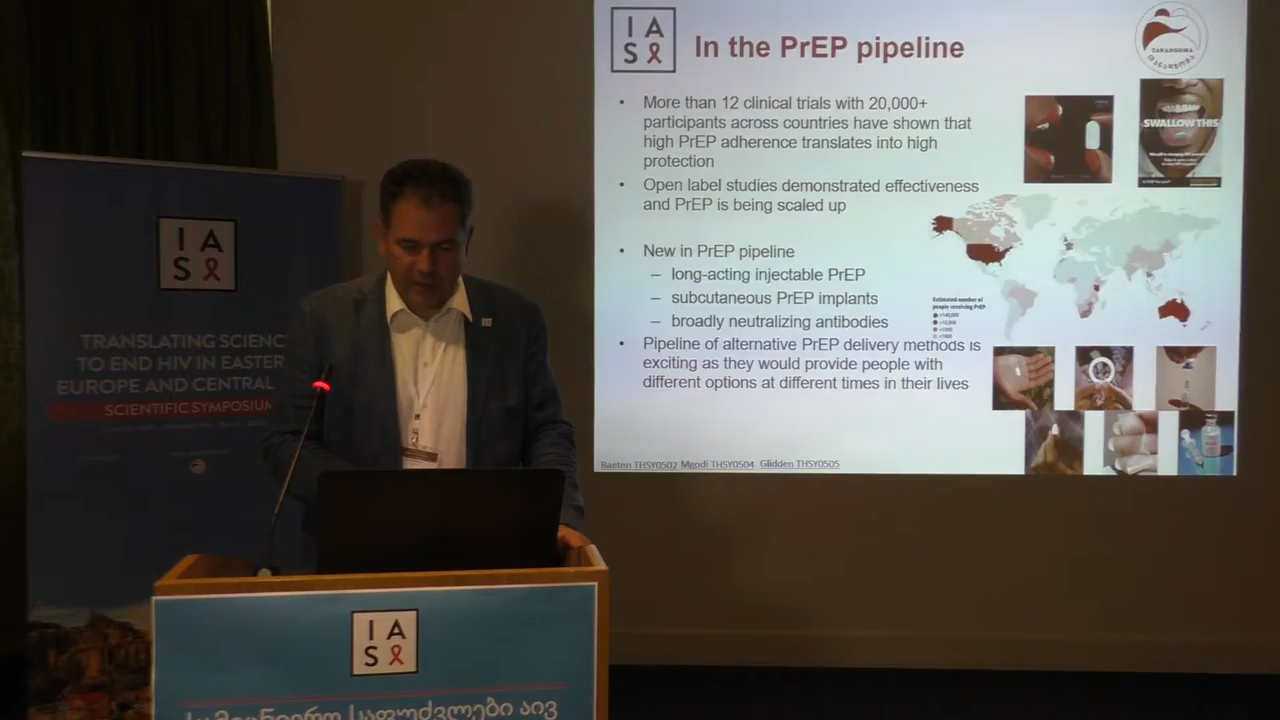 I A
S
In the PrEP pipeline
TANADGOMA
თანადგომა
• More than 12 clinical trials with 20,000+
participants across countries have shown that
high PrEP adherence translates into high
protection
• Open label studies demonstrated effectiveness
and PrEP is being scaled up
• New in PrEP pipeline
– long-acting injectable PrEP
– subcutaneous PrEP implants
– broadly neutralizing antibodies
• Pipeline of alternative PrEP delivery methods is
exciting as they would provide people with
different options at different times in their lives
SWALLOW THIS
Estimated number of
people receiving PrEP
Baeten THSY0502 Mgodi THSY0504 Glidden THSY0505
I A
S
TRANSLATING SCIENC
TO END HIV IN EASTER
EUROPE AND CENTRAL
SCIENTIFIC SYMPOSIUM
I A
S
სამეცნიერო საფუძვლები აივ